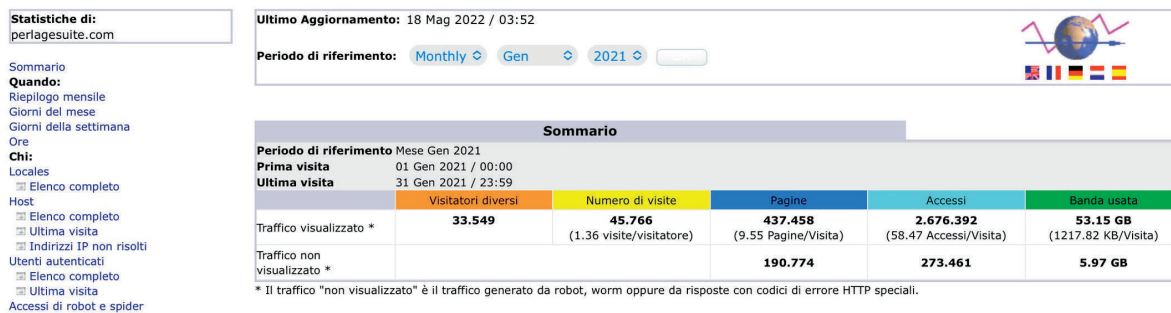 Statistiche di:
perlagesuite.com
Sommario
Quando:
Riepilogo mensile
Giorni del mese
Giorni della settimana
Ore
Chi:
Locales
Elenco completo
Host
Elenco completo
Ultima visita
Indirizzi IP non risolti
Utenti autenticati
Elenco completo
Ultima visita
Accessi di robot e spider
Ultimo Aggiornamento: 18 Mag 2022 / 03:52
Periodo di riferimento: Monthly Gen 2021
Sommario
Periodo di riferimento Mese Gen 2021
Prima visita 01 Gen 2021 / 00:00
Ultima visita 31 Gen 2021 / 23:59
Visitatori diversi Numero di visite Pagine Accessi Banda usata
Traffico visualizzato * 33.549 45.766 437.458 2.676.392 53.15 GB
(1.36 visite/visitatore) (9.55 Pagine/Visita) (58.47 Accessi/Visita) (1217.82 KB/Visita)
Traffico non
visualizzato * 190.774 273.461 5.97 GB
* Il traffico "non visualizzato" è il traffico generato da robot, worm oppure da risposte con codici di errore HTTP speciali.